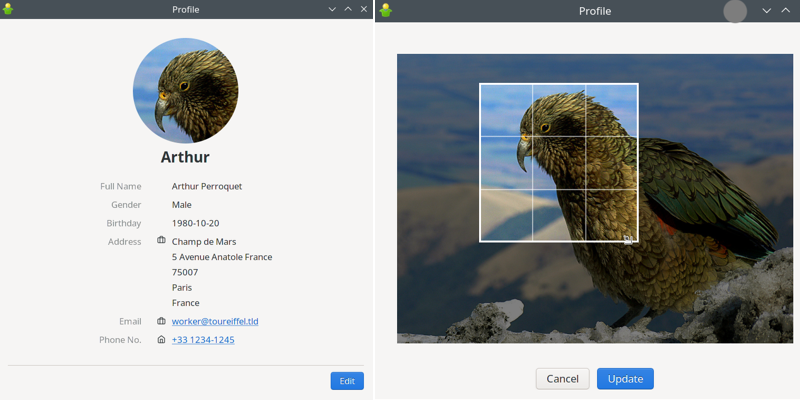 Profile
Arthur
Full Name Arthur Perroquet
Gender Male
Birthday 1980-10-20
Address Champ de Mars
5 Avenue Anatole France
75007
Paris
France
Email worker@toureiffel.tld
Phone No. +33 1234-1245
Edit
Profile
Cancel Update